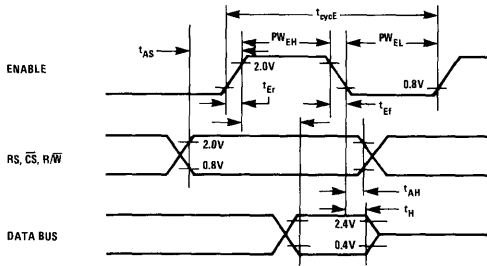 t_cycE
t_AS
PW_EH
PW_EL
ENABLE
2.0V
0.8V
t_Er
t_Ef
RS, C̅S̅, R/W̅
2.0V
0.8V
t_AH
t_H
DATA BUS
2.4V
0.4V